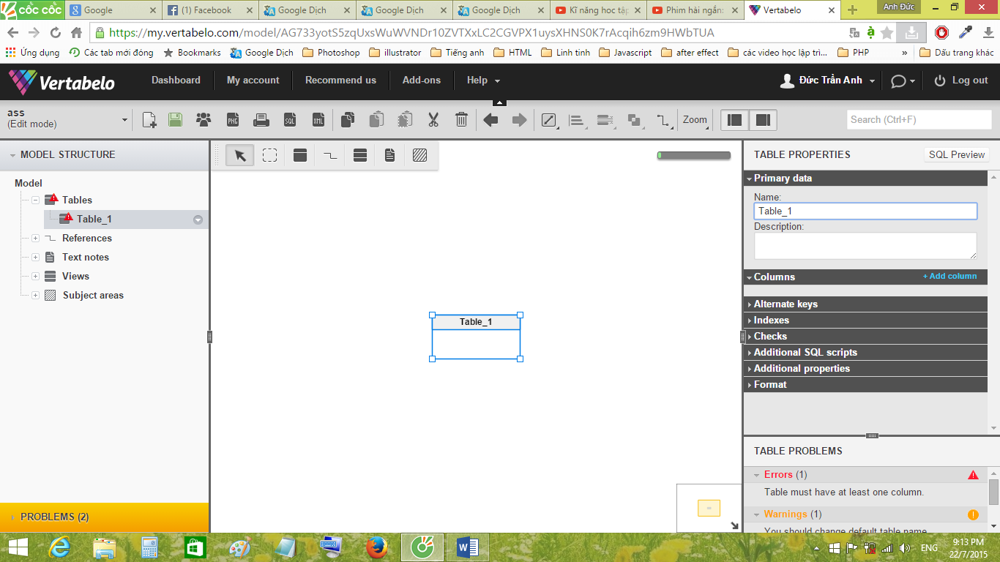 CỐC CỐC Google (1) Facebook Google Dịch Google Dịch Google Dịch Kĩ năng học tập Phim hài ngắn: Vertabelo Anh Đức
https://my.vertabelo.com/model/AG733yotS5zqUxsWuWVNDr10ZVTXxLC2CGVPX1uysXHNS0K7rAcqih6zm9HWbTUA
Ứng dụng Các tab mới đóng Bookmarks Google Dịch Photoshop illustrator Tiếng anh HTML Linh tinh Javascript after effect các video học lập trì... PHP » Dấu trang khác
Vertabelo Dashboard My account Recommend us Add-ons Help Đức Trần Anh Log out
ass
(Edit mode)
PNG SQL XML Zoom Search (Ctrl+F)
MODEL STRUCTURE
Model
Tables
Table_1
References
Text notes
Views
Subject areas
PROBLEMS (2)
Table_1
TABLE PROPERTIES SQL Preview
Primary data
Name:
Table_1
Description:
Columns + Add column
Alternate keys
Indexes
Checks
Additional SQL scripts
Additional properties
Format
TABLE PROBLEMS
Errors (1)
Table must have at least one column.
Warnings (1)
You should change default table name
ENG 9:13 PM
22/7/2015